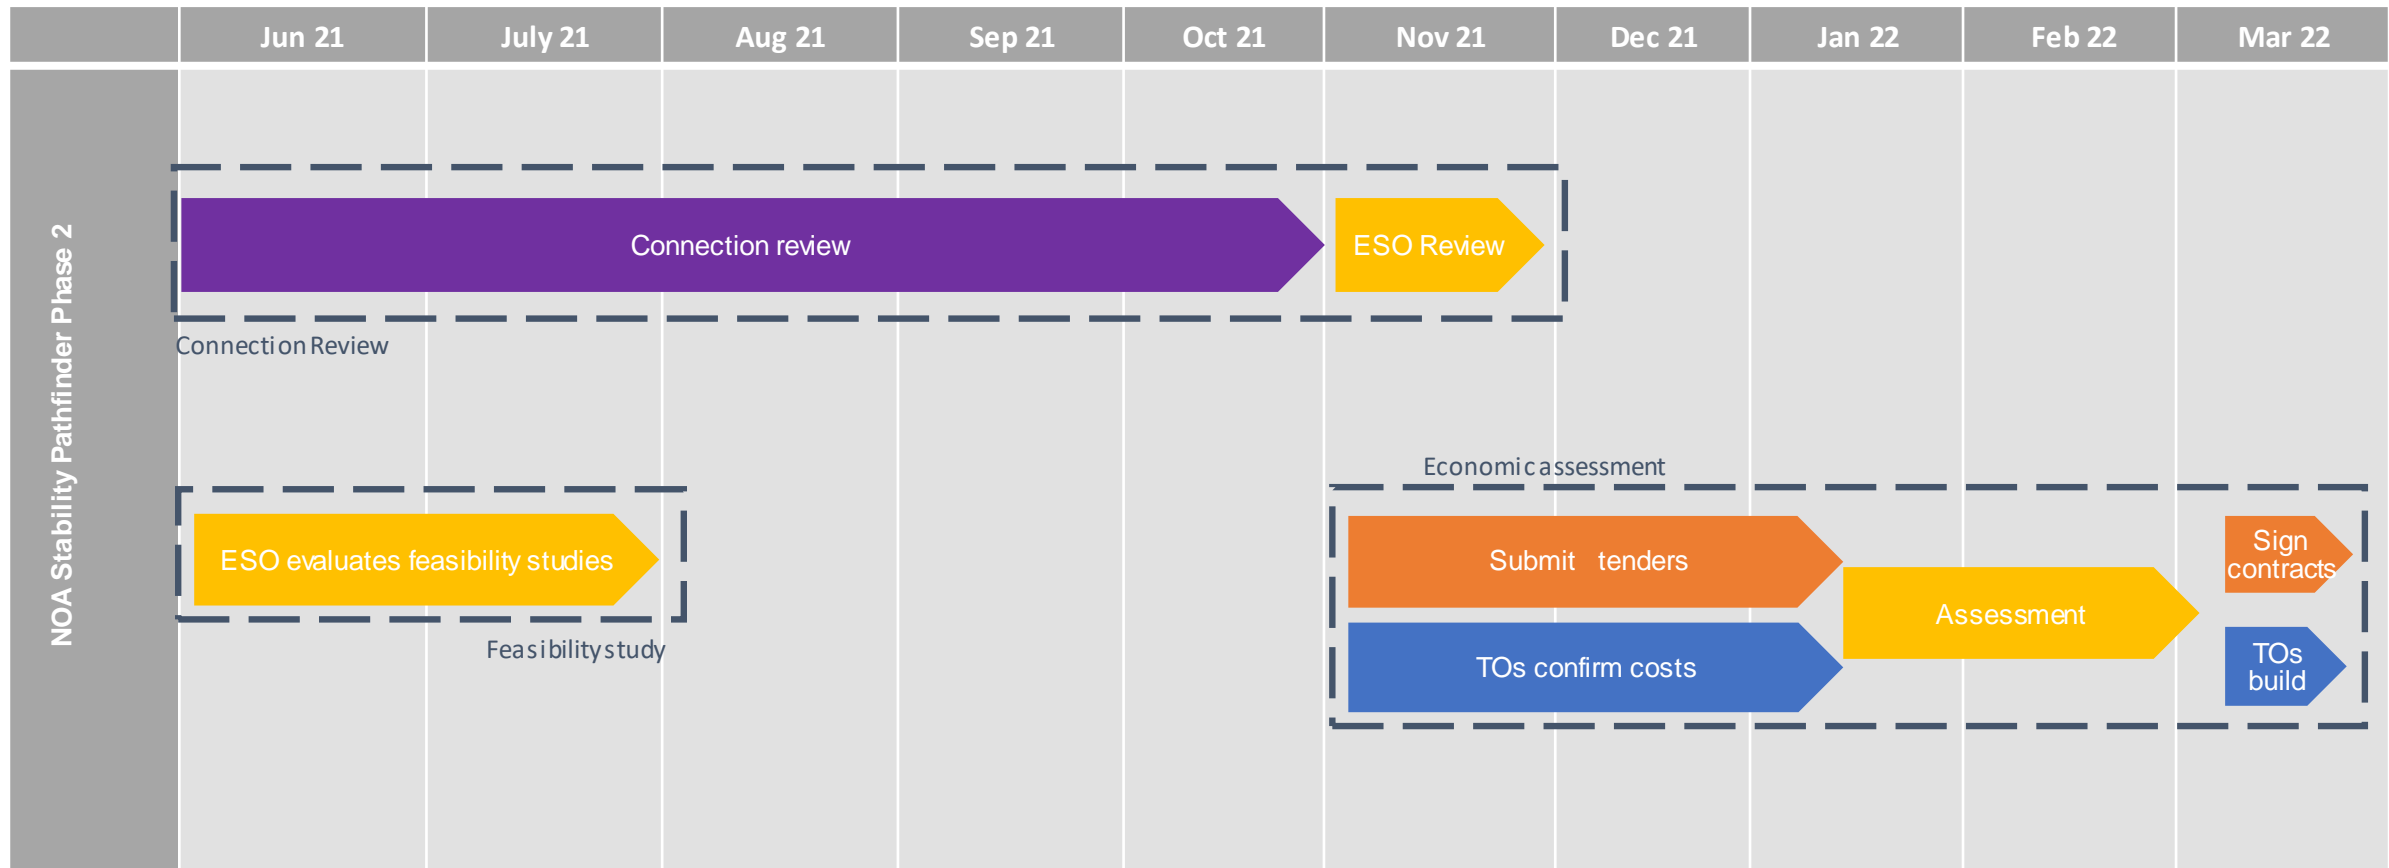 Jun 21
July 21
Aug 21
Sep 21
Oct 21
Nov 21
Dec 21
Jan 22
Feb 22
Mar 22
NOA Stability Pathfinder Phase 2
Connection review
ESO Review
Connection Review
Economic assessment
ESO evaluates feasibility studies
Feasibility study
Submit tenders
TOs confirm costs
Assessment
Sign
contracts
TOs
build